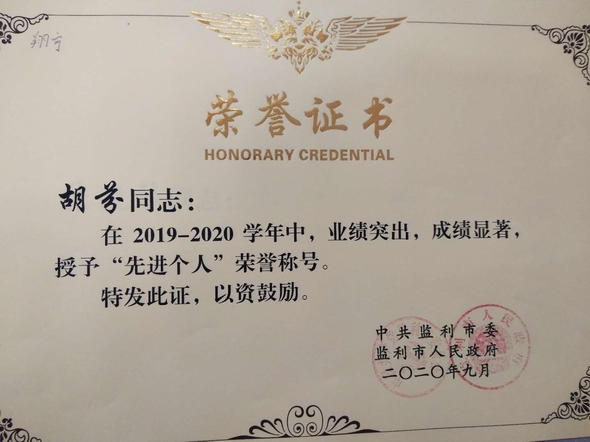 翔宇
荣誉证书
HONORARY CREDENTIAL
胡芬同志：
在 2019-2020 学年中，业绩突出，成绩显著，
授予“先进个人”荣誉称号。
特发此证，以资鼓励。
中共监利市委
监利市人民政府
二〇二〇年九月